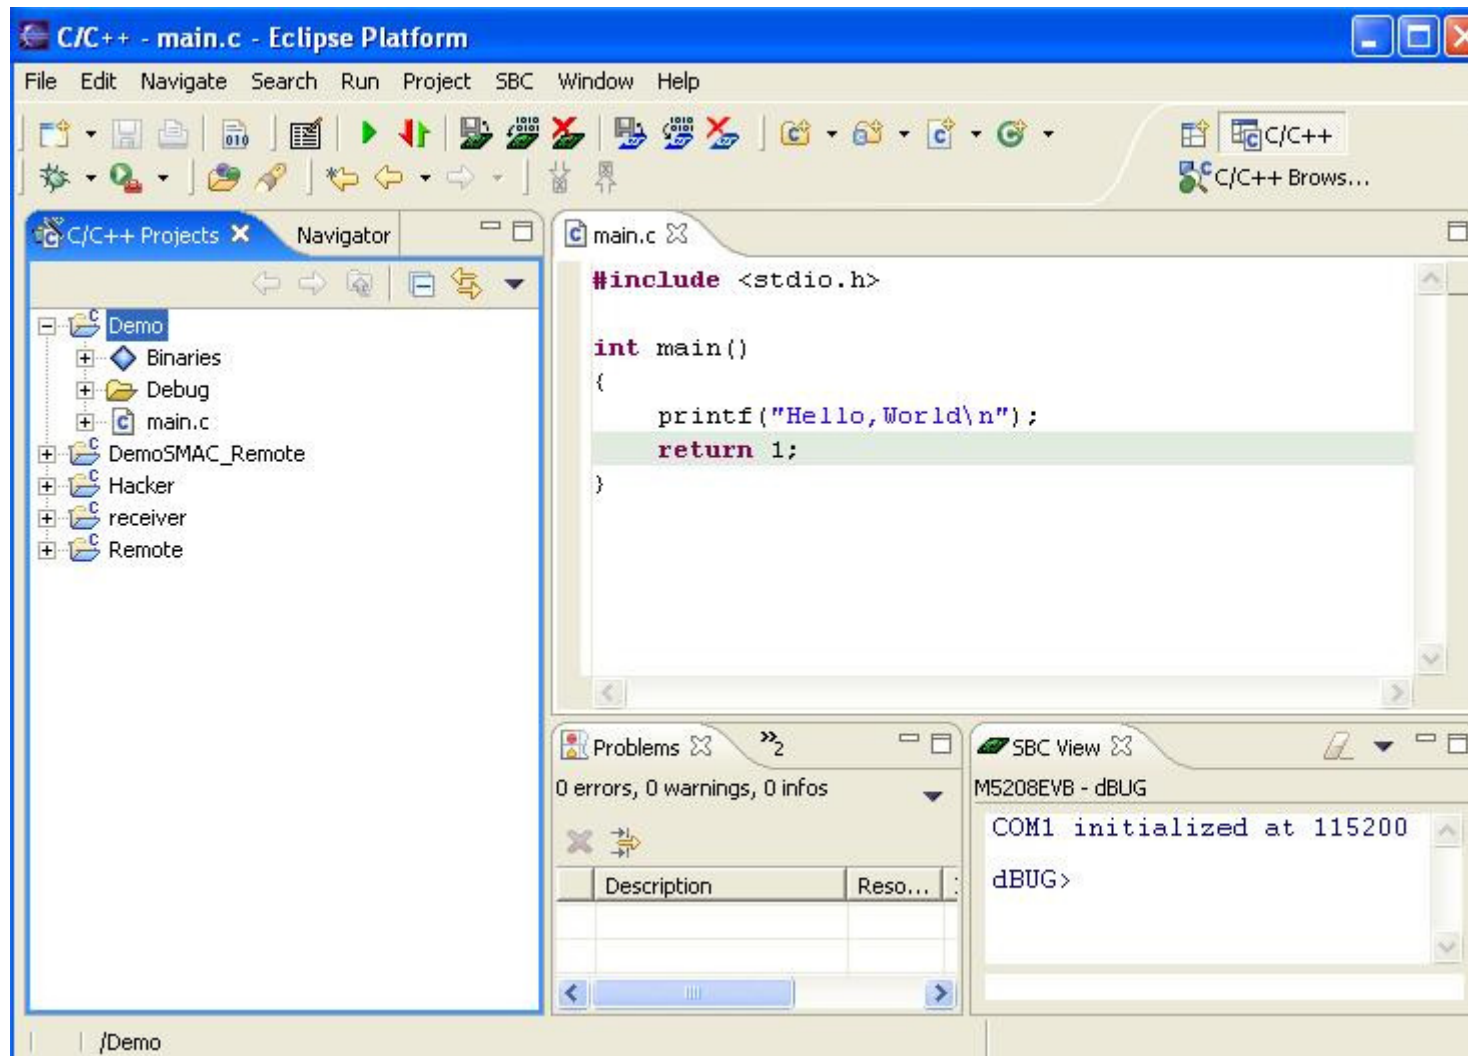 C/C++ - main.c - Eclipse Platform
File Edit Navigate Search Run Project SBC Window Help
C/C++
C/C++ Brows...
C/C++ Projects
Navigator
Demo
Binaries
Debug
main.c
DemoSMAC_Remote
Hacker
receiver
Remote
main.c
#include <stdio.h>
int main()
{
printf("Hello,World\n");
return 1;
}
Problems
2
0 errors, 0 warnings, 0 infos
Description Reso...
SBC View
M5208EVB - dBUG
COM1 initialized at 115200
dBUG>
/Demo